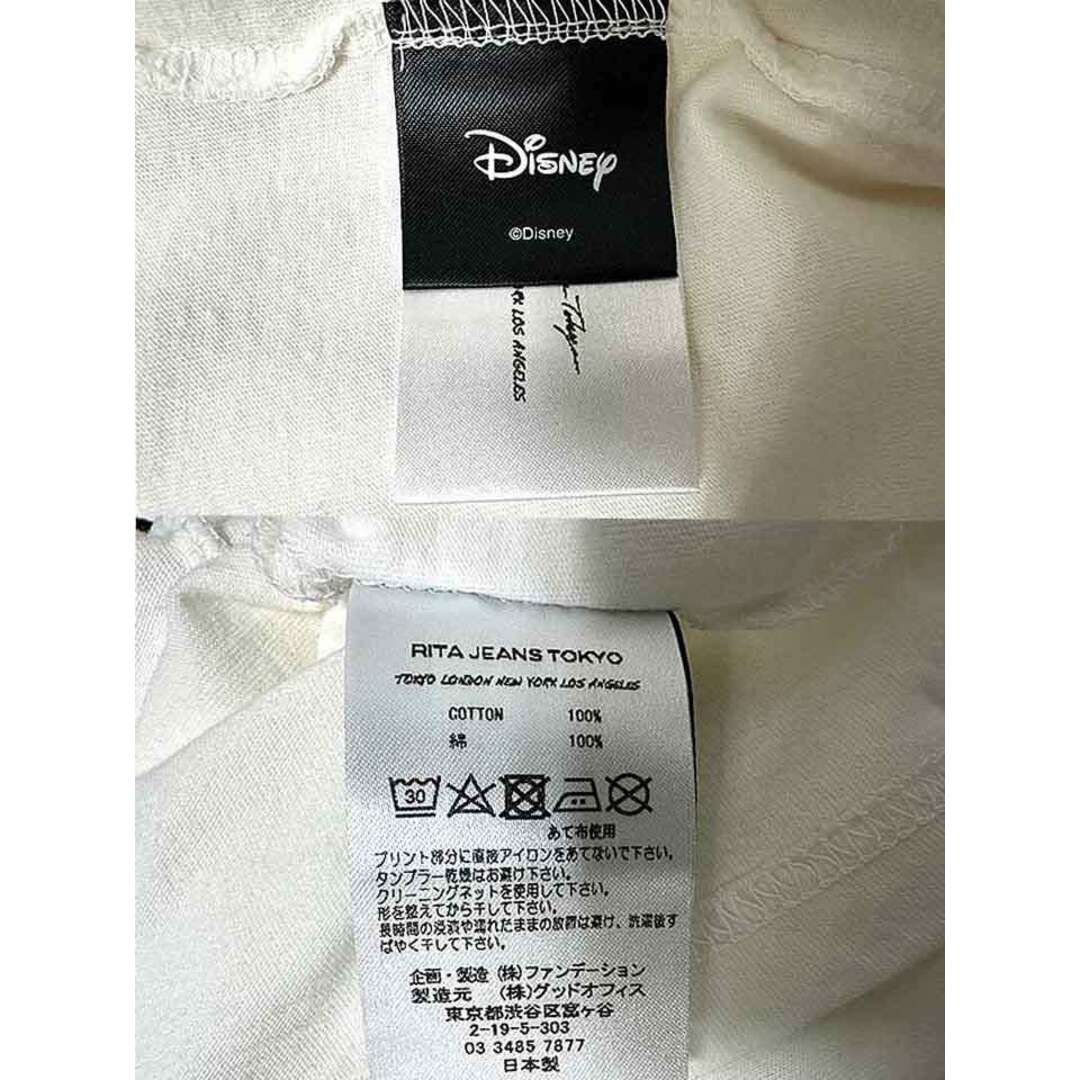 Disney
©Disney
Tokyo
RK LOS ANGELES
RITA JEANS TOKYO
TOKYO LONDON NEW YORK LOS ANGELES
COTTON 100%
綿 100%
30
あて布使用
プリント部分に直接アイロンをあてないで下さい。
タンブラー乾燥はお避け下さい。
クリーニングネットを使用して下さい。
形を整えてから干して下さい。
長時間の浸漬や濡れたままの放置は避け、洗濯後す
ばやく干して下さい。
企画・製造 (株)ファンデーション
製造元 (株)グッドオフィス
東京都渋谷区富ヶ谷
2-19-5-303
03 3485 7877
日本製